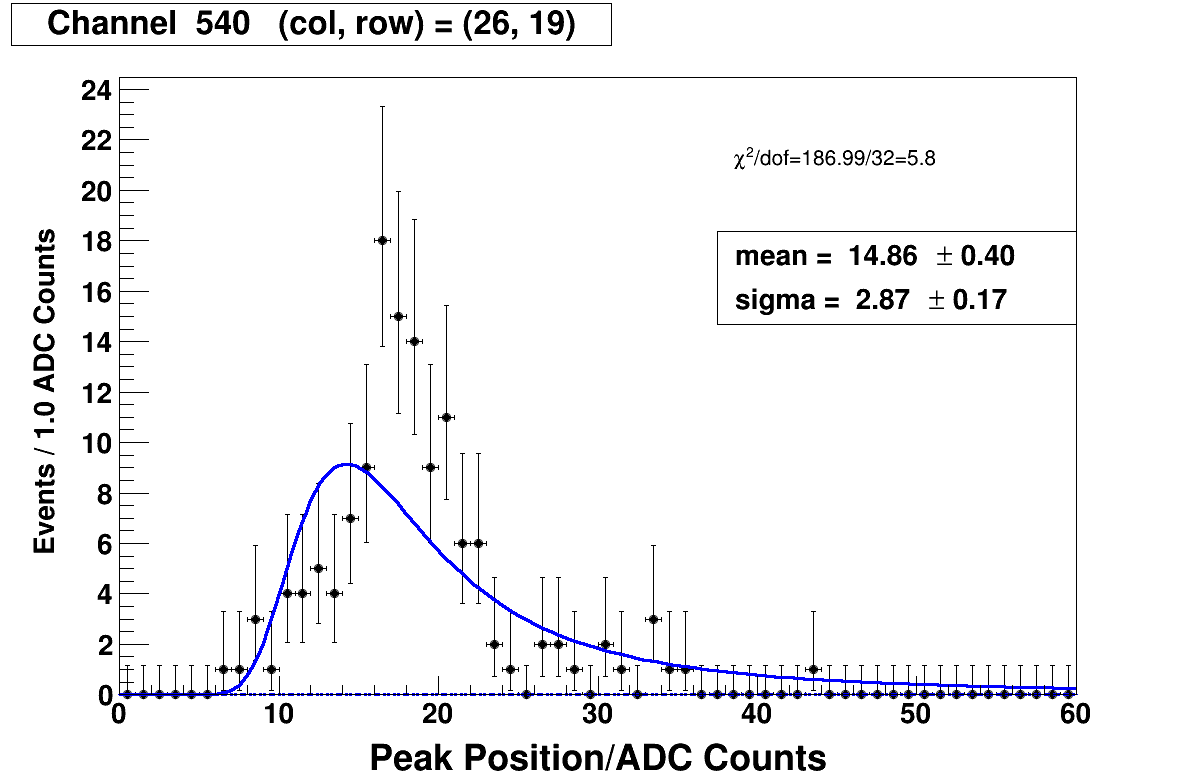 Channel 540 (col, row) = (26, 19)
24
22
20
18
16
14
12
10
8
6
4
2
0
Events / 1.0 ADC Counts
χ²/dof=186.99/32=5.8
mean = 14.86 ± 0.40
sigma = 2.87 ± 0.17
0 10 20 30 40 50 60
Peak Position/ADC Counts